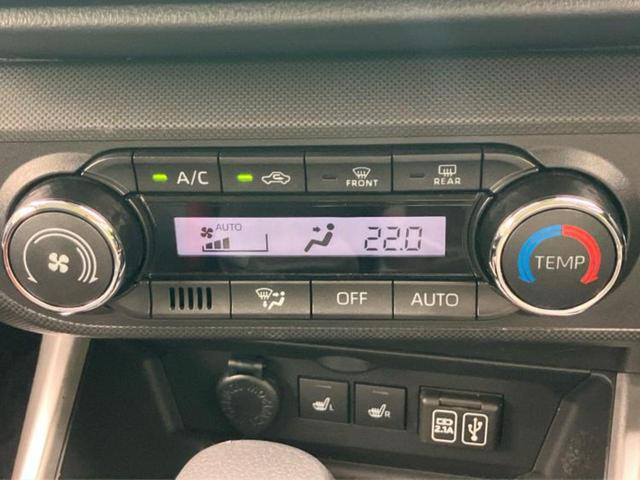 A/C
FRONT
REAR
AUTO
22.0
TEMP
OFF
AUTO
L
R
2.1A